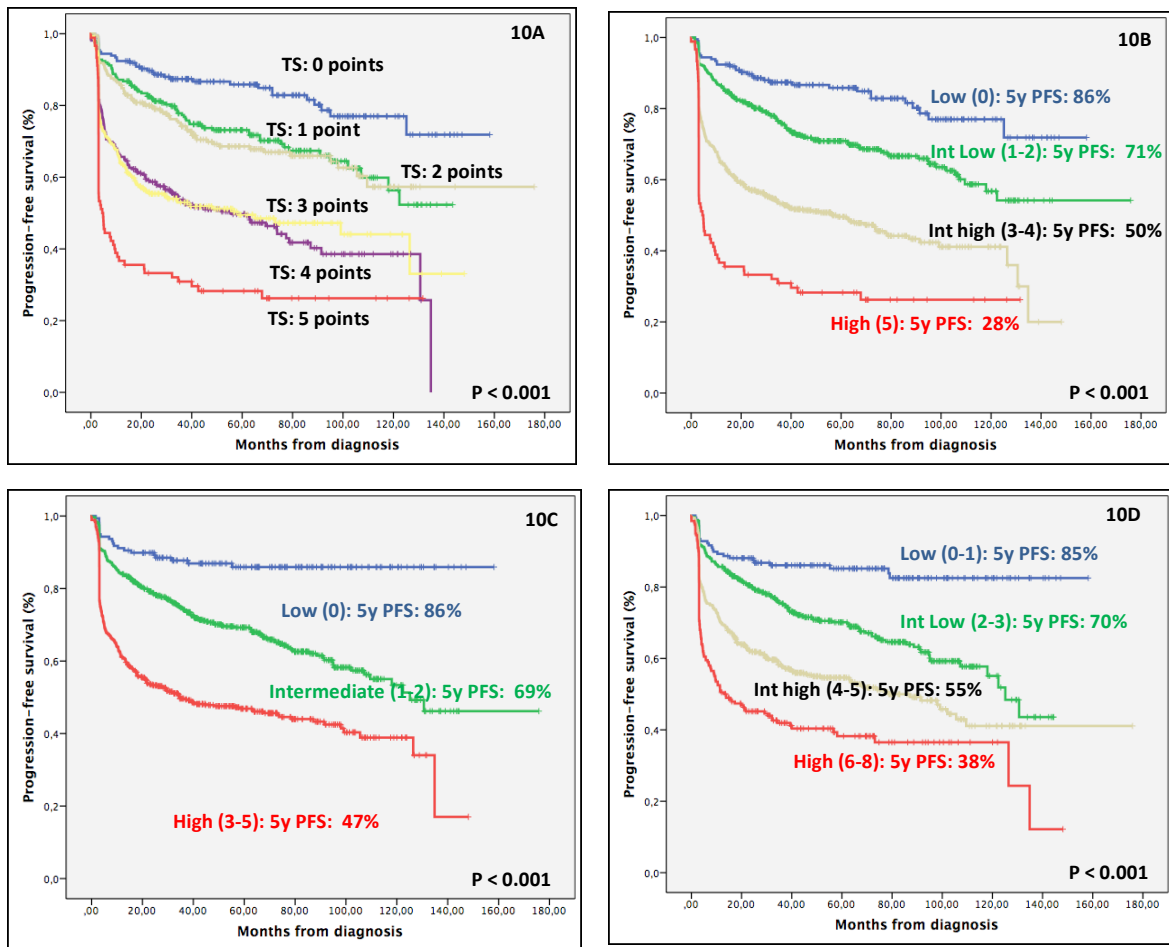 10A
TS: 0 points
TS: 1 point
TS: 2 points
TS: 3 points
TS: 4 points
TS: 5 points
P < 0.001
Progression-free survival (%)
1,0
0,8
0,6
0,4
0,2
0,0
,00 20,00 40,00 60,00 80,00 100,00 120,00 140,00 160,00 180,00
Months from diagnosis
10B
Low (0): 5y PFS: 86%
Int Low (1-2): 5y PFS: 71%
Int high (3-4): 5y PFS: 50%
High (5): 5y PFS: 28%
P < 0.001
Progression-free survival (%)
1,0
0,8
0,6
0,4
0,2
0,0
,00 20,00 40,00 60,00 80,00 100,00 120,00 140,00 160,00 180,00
Months from diagnosis
10C
Low (0): 5y PFS: 86%
Intermediate (1-2): 5y PFS: 69%
High (3-5): 5y PFS: 47%
P < 0.001
Progression-free survival (%)
1,0
0,8
0,6
0,4
0,2
0,0
,00 20,00 40,00 60,00 80,00 100,00 120,00 140,00 160,00 180,00
Months from diagnosis
10D
Low (0-1): 5y PFS: 85%
Int Low (2-3): 5y PFS: 70%
Int high (4-5): 5y PFS: 55%
High (6-8): 5y PFS: 38%
P < 0.001
Progression-free survival (%)
1,0
0,8
0,6
0,4
0,2
0,0
,00 20,00 40,00 60,00 80,00 100,00 120,00 140,00 160,00 180,00
Months from diagnosis